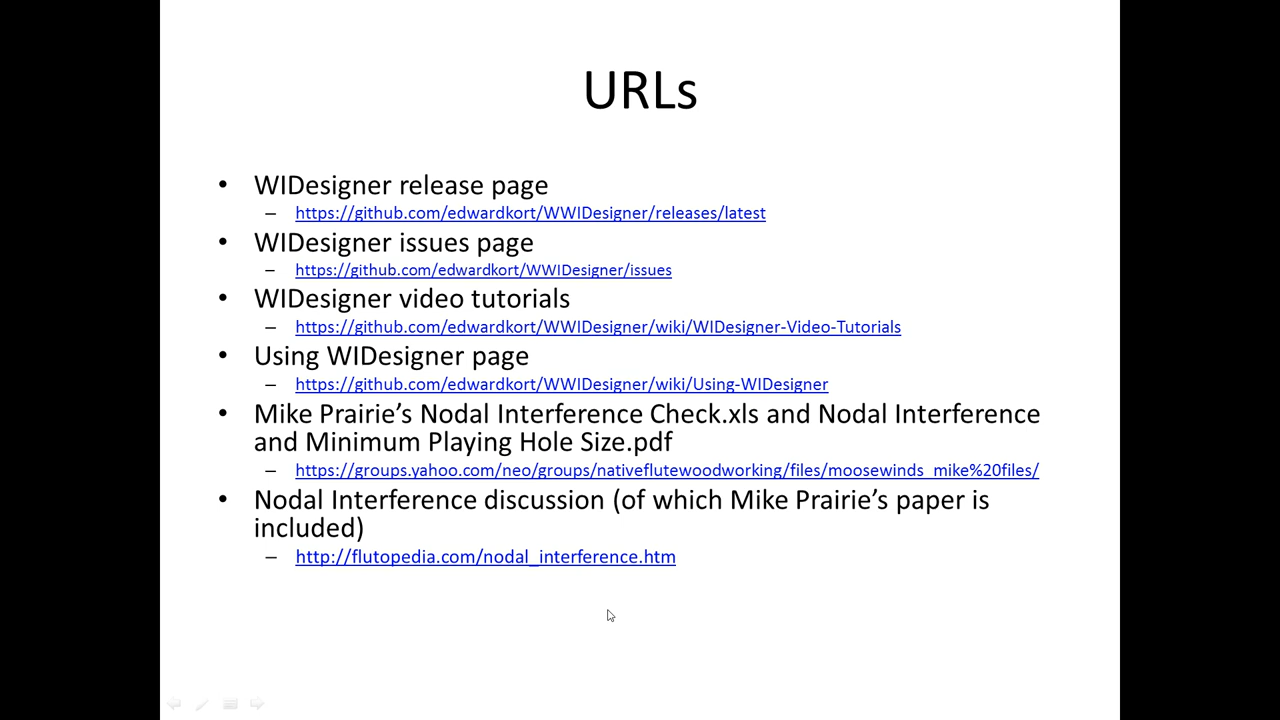 URLs
• WIDesigner release page
– https://github.com/edwardkort/WWIDesigner/releases/latest
• WIDesigner issues page
– https://github.com/edwardkort/WWIDesigner/issues
• WIDesigner video tutorials
– https://github.com/edwardkort/WWIDesigner/wiki/WIDesigner-Video-Tutorials
• Using WIDesigner page
– https://github.com/edwardkort/WWIDesigner/wiki/Using-WIDesigner
• Mike Prairie’s Nodal Interference Check.xls and Nodal Interference
and Minimum Playing Hole Size.pdf
– https://groups.yahoo.com/neo/groups/nativeflutewoodworking/files/moosewinds_mike%20files/
• Nodal Interference discussion (of which Mike Prairie’s paper is
included)
– http://flutopedia.com/nodal_interference.htm